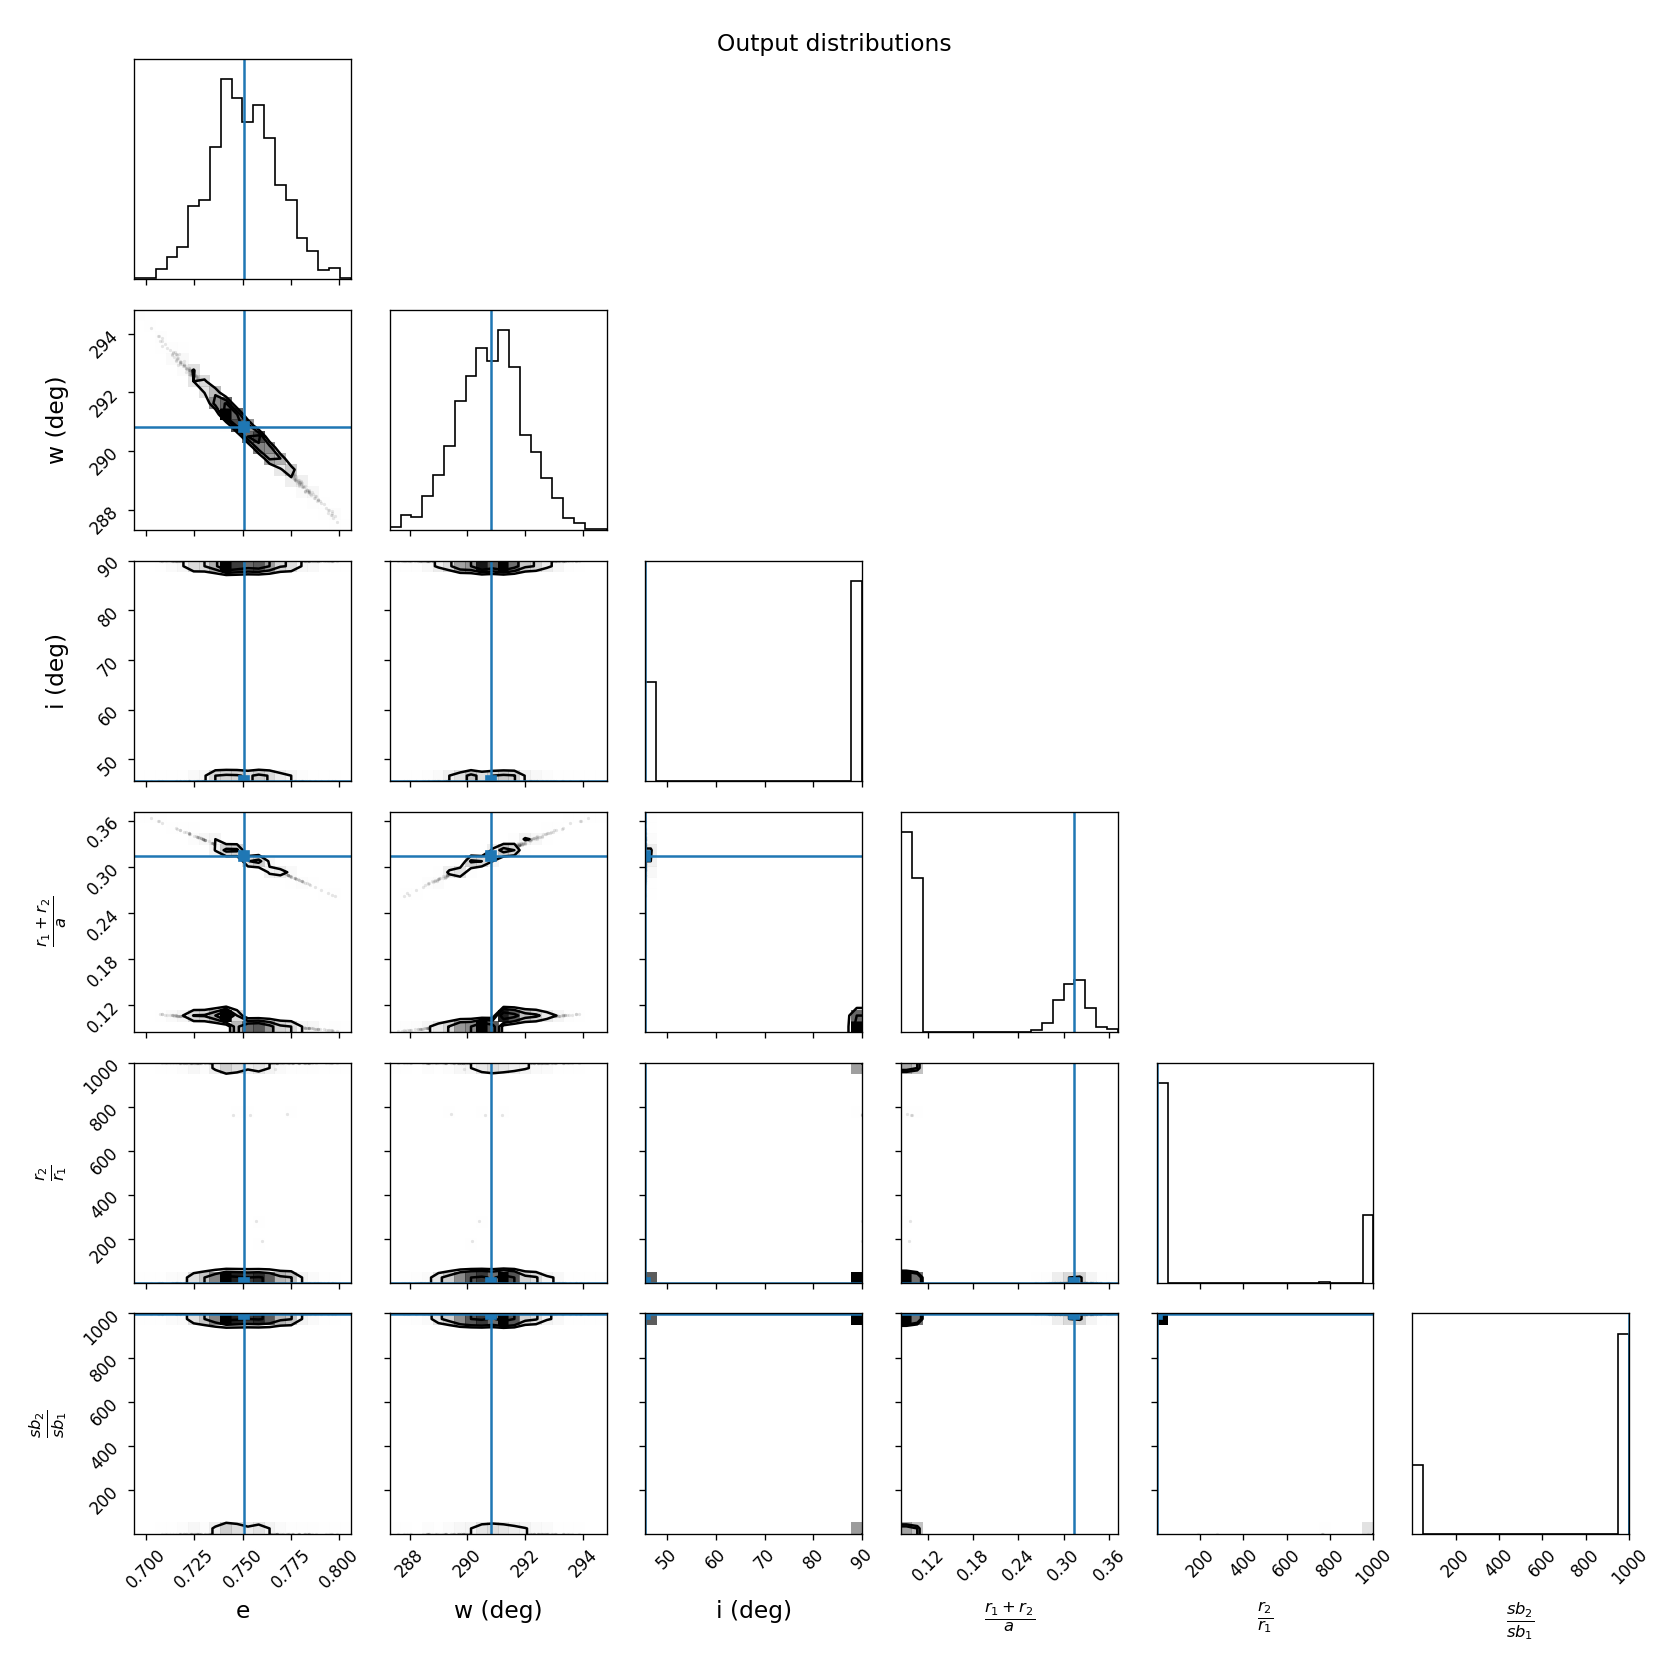 Output distributions
294
292
290
288
w (deg)
90
80
70
60
50
i (deg)
0.36
0.30
0.24
0.18
0.12
r₁ + r₂
a
1000
800
600
400
200
r₂
r₁
1000
800
600
400
200
sb₂
sb₁
0.700 0.725 0.750 0.775 0.800
288 290 292 294
50 60 70 80 90
0.12 0.18 0.24 0.30 0.36
200 400 600 800 1000
200 400 600 800 1000
e
w (deg)
i (deg)
r₁ + r₂
a
r₂
r₁
sb₂
sb₁